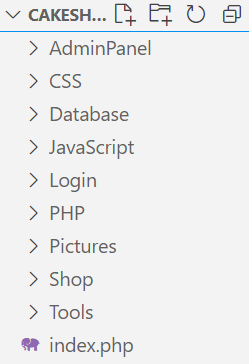 CAKESH...
AdminPanel
CSS
Database
JavaScript
Login
PHP
Pictures
Shop
Tools
index.php